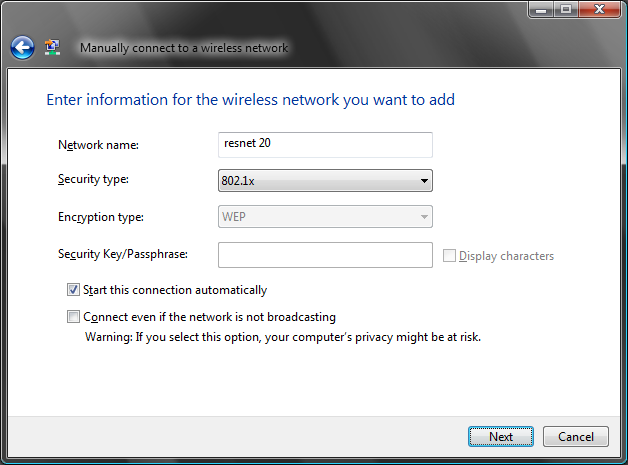 Manually connect to a wireless network
Enter information for the wireless network you want to add
Network name: resnet 20
Security type: 802.1x
Encryption type: WEP
Security Key/Passphrase: Display characters
Start this connection automatically
Connect even if the network is not broadcasting
Warning: If you select this option, your computer's privacy might be at risk.
Next Cancel